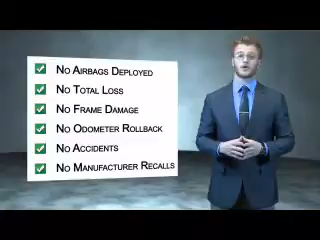 No Airbags Deployed
No Total Loss
No Frame Damage
No Odometer Rollback
No Accidents
No Manufacturer Recalls